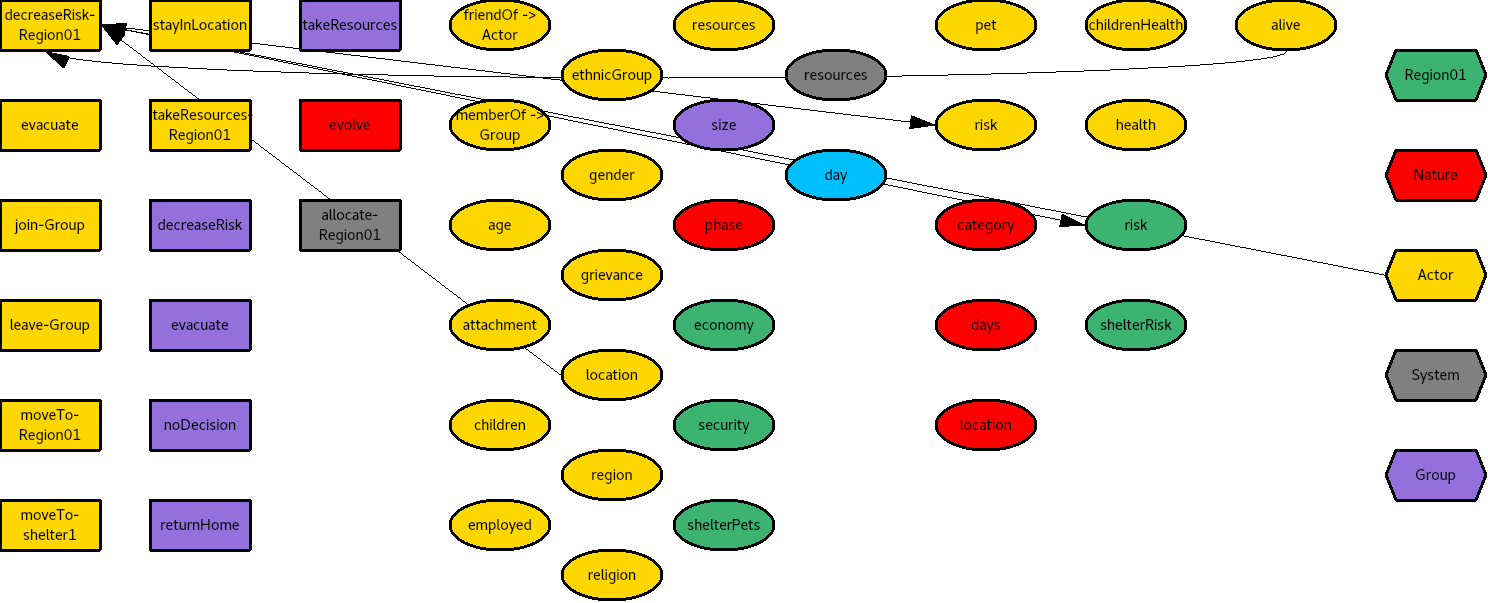 decreaseRisk-
Region01
stayInLocation
takeResources
friendOf ->
Actor
resources
pet
childrenHealth
alive
ethnicGroup
resources
Region01
evacuate
takeResources-
Region01
evolve
memberOf ->
Group
size
risk
health
gender
day
Nature
join-Group
decreaseRisk
allocate-
Region01
age
phase
category
risk
grievance
Actor
leave-Group
evacuate
attachment
economy
days
shelterRisk
location
System
moveTo-
Region01
noDecision
children
security
location
region
Group
moveTo-
shelter1
returnHome
employed
shelterPets
religion